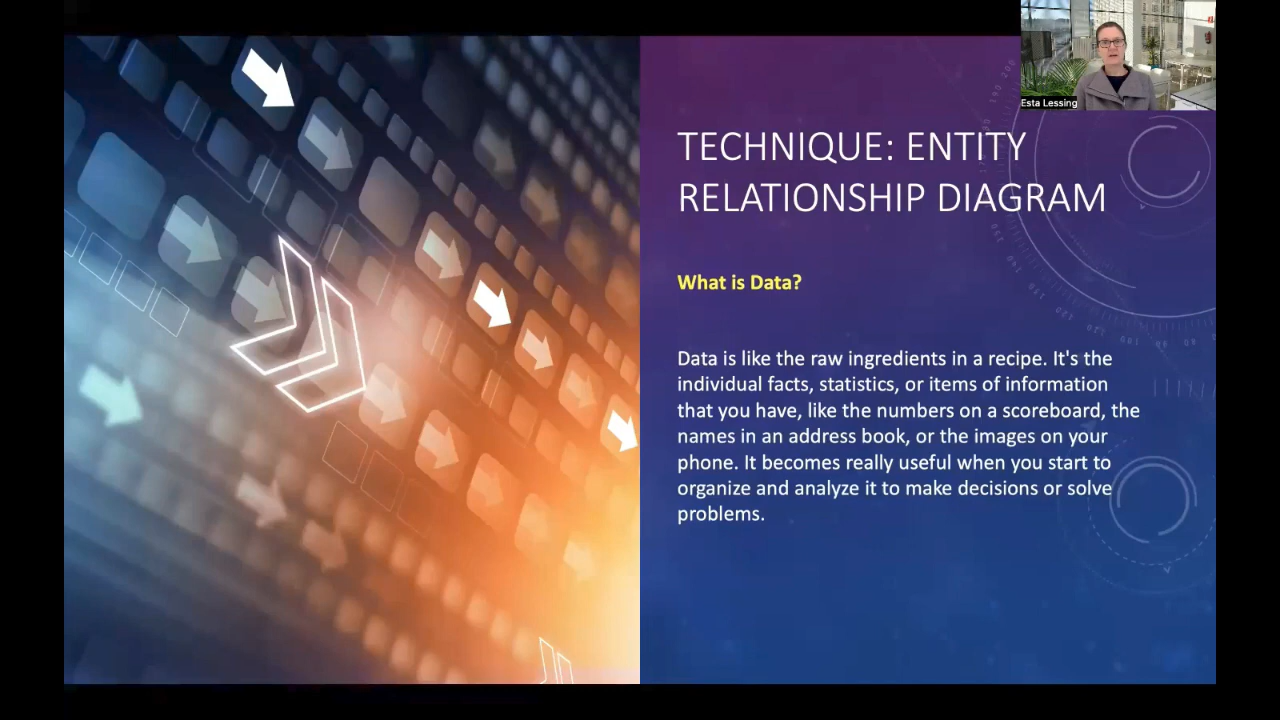 Esta Lessing
TECHNIQUE: ENTITY
RELATIONSHIP DIAGRAM
What is Data?
Data is like the raw ingredients in a recipe. It's the
individual facts, statistics, or items of information
that you have, like the numbers on a scoreboard, the
names in an address book, or the images on your
phone. It becomes really useful when you start to
organize and analyze it to make decisions or solve
problems.